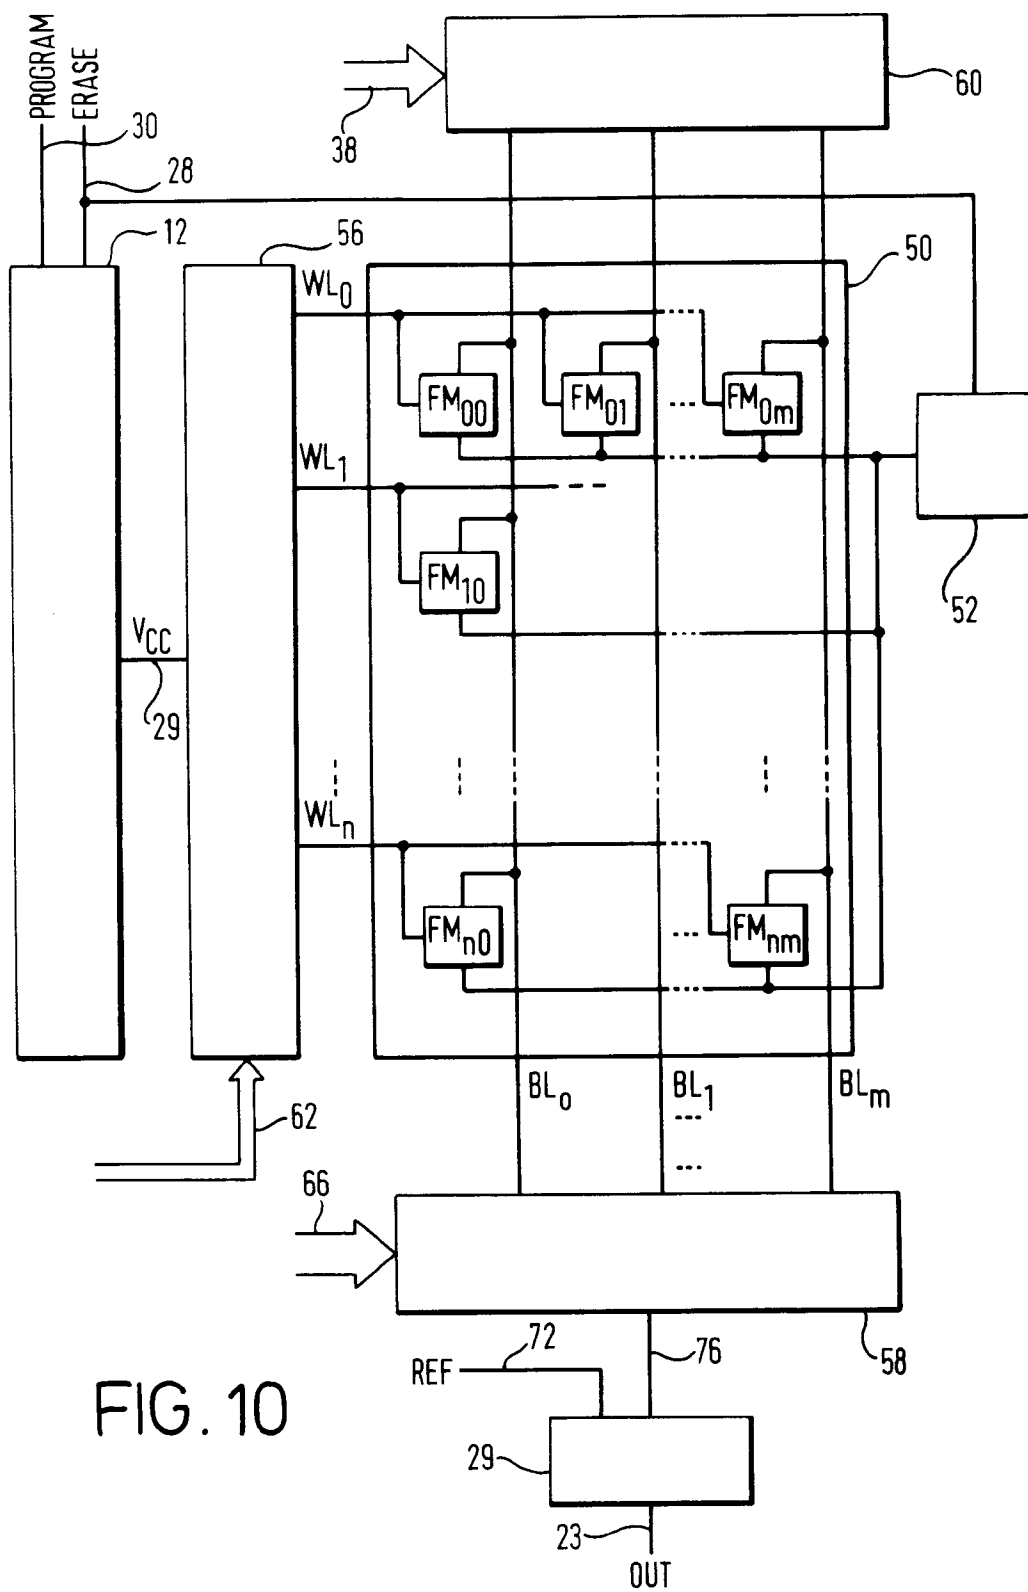 PROGRAM
ERASE
30
28
12
56
38
60
50
WL0
FM00
FM01
FM0m
WL1
FM10
52
VCC
29
WLn
FMn0
FMnm
BLo
BL1
BLm
62
66
58
REF
72
76
29
23
OUT
FIG. 10